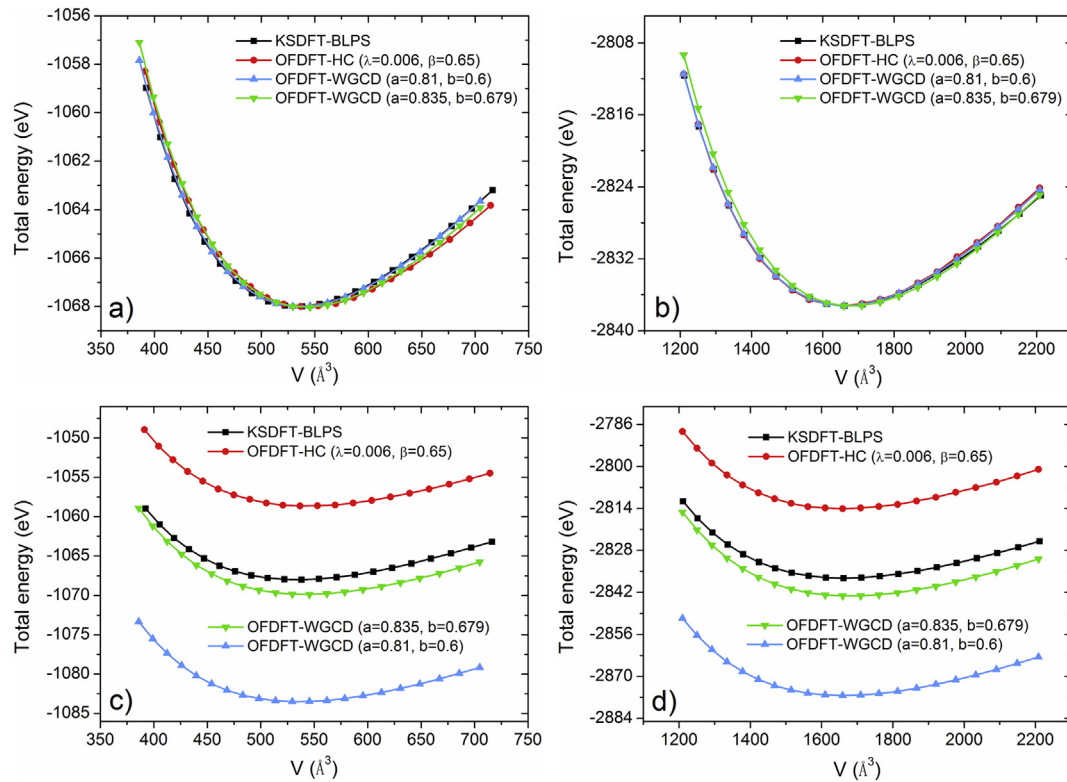 -1056
-1058
-1060
-1062
-1064
-1066
-1068
Total energy (eV)
KSDFT-BLPS
OFDFT-HC (λ=0.006, β=0.65)
OFDFT-WGCD (a=0.81, b=0.6)
OFDFT-WGCD (a=0.835, b=0.679)
a)
350 400 450 500 550 600 650 700 750
V (Å³)
-2808
-2816
-2824
-2832
-2840
Total energy (eV)
KSDFT-BLPS
OFDFT-HC (λ=0.006, β=0.65)
OFDFT-WGCD (a=0.81, b=0.6)
OFDFT-WGCD (a=0.835, b=0.679)
b)
1200 1400 1600 1800 2000 2200
V (Å³)
-1050
-1055
-1060
-1065
-1070
-1075
-1080
-1085
Total energy (eV)
KSDFT-BLPS
OFDFT-HC (λ=0.006, β=0.65)
OFDFT-WGCD (a=0.835, b=0.679)
OFDFT-WGCD (a=0.81, b=0.6)
c)
350 400 450 500 550 600 650 700 750
V (Å³)
-2786
-2800
-2814
-2828
-2842
-2856
-2870
-2884
Total energy (eV)
KSDFT-BLPS
OFDFT-HC (λ=0.006, β=0.65)
OFDFT-WGCD (a=0.835, b=0.679)
OFDFT-WGCD (a=0.81, b=0.6)
d)
1200 1400 1600 1800 2000 2200
V (Å³)